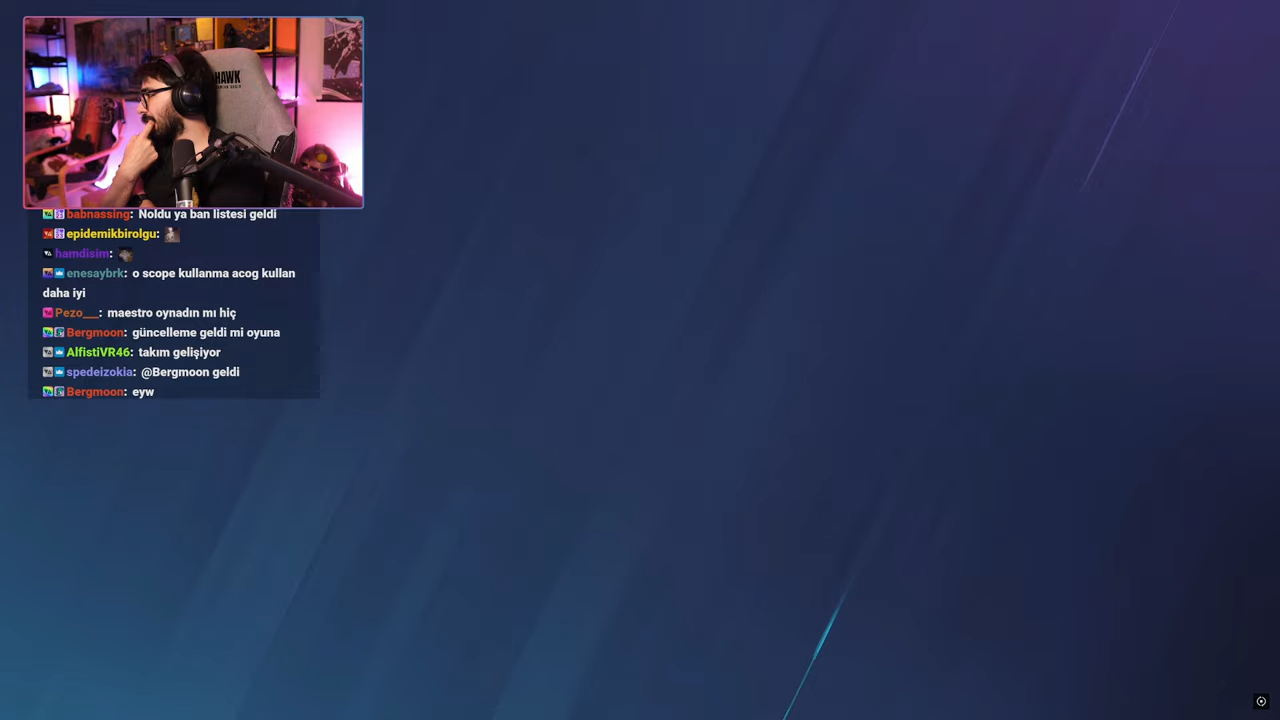 HAWK
babnassing: Noldu ya ban listesi geldi
epidemikbirolgu:
hamdisim:
enesaybrk: o scope kullanma acog kullan
daha iyi
Pezo___: maestro oynadın mı hiç
Bergmoon: güncelleme geldi mi oyuna
AlfistiVR46: takım gelişiyor
spedeizokia: @Bergmoon geldi
Bergmoon: eyw